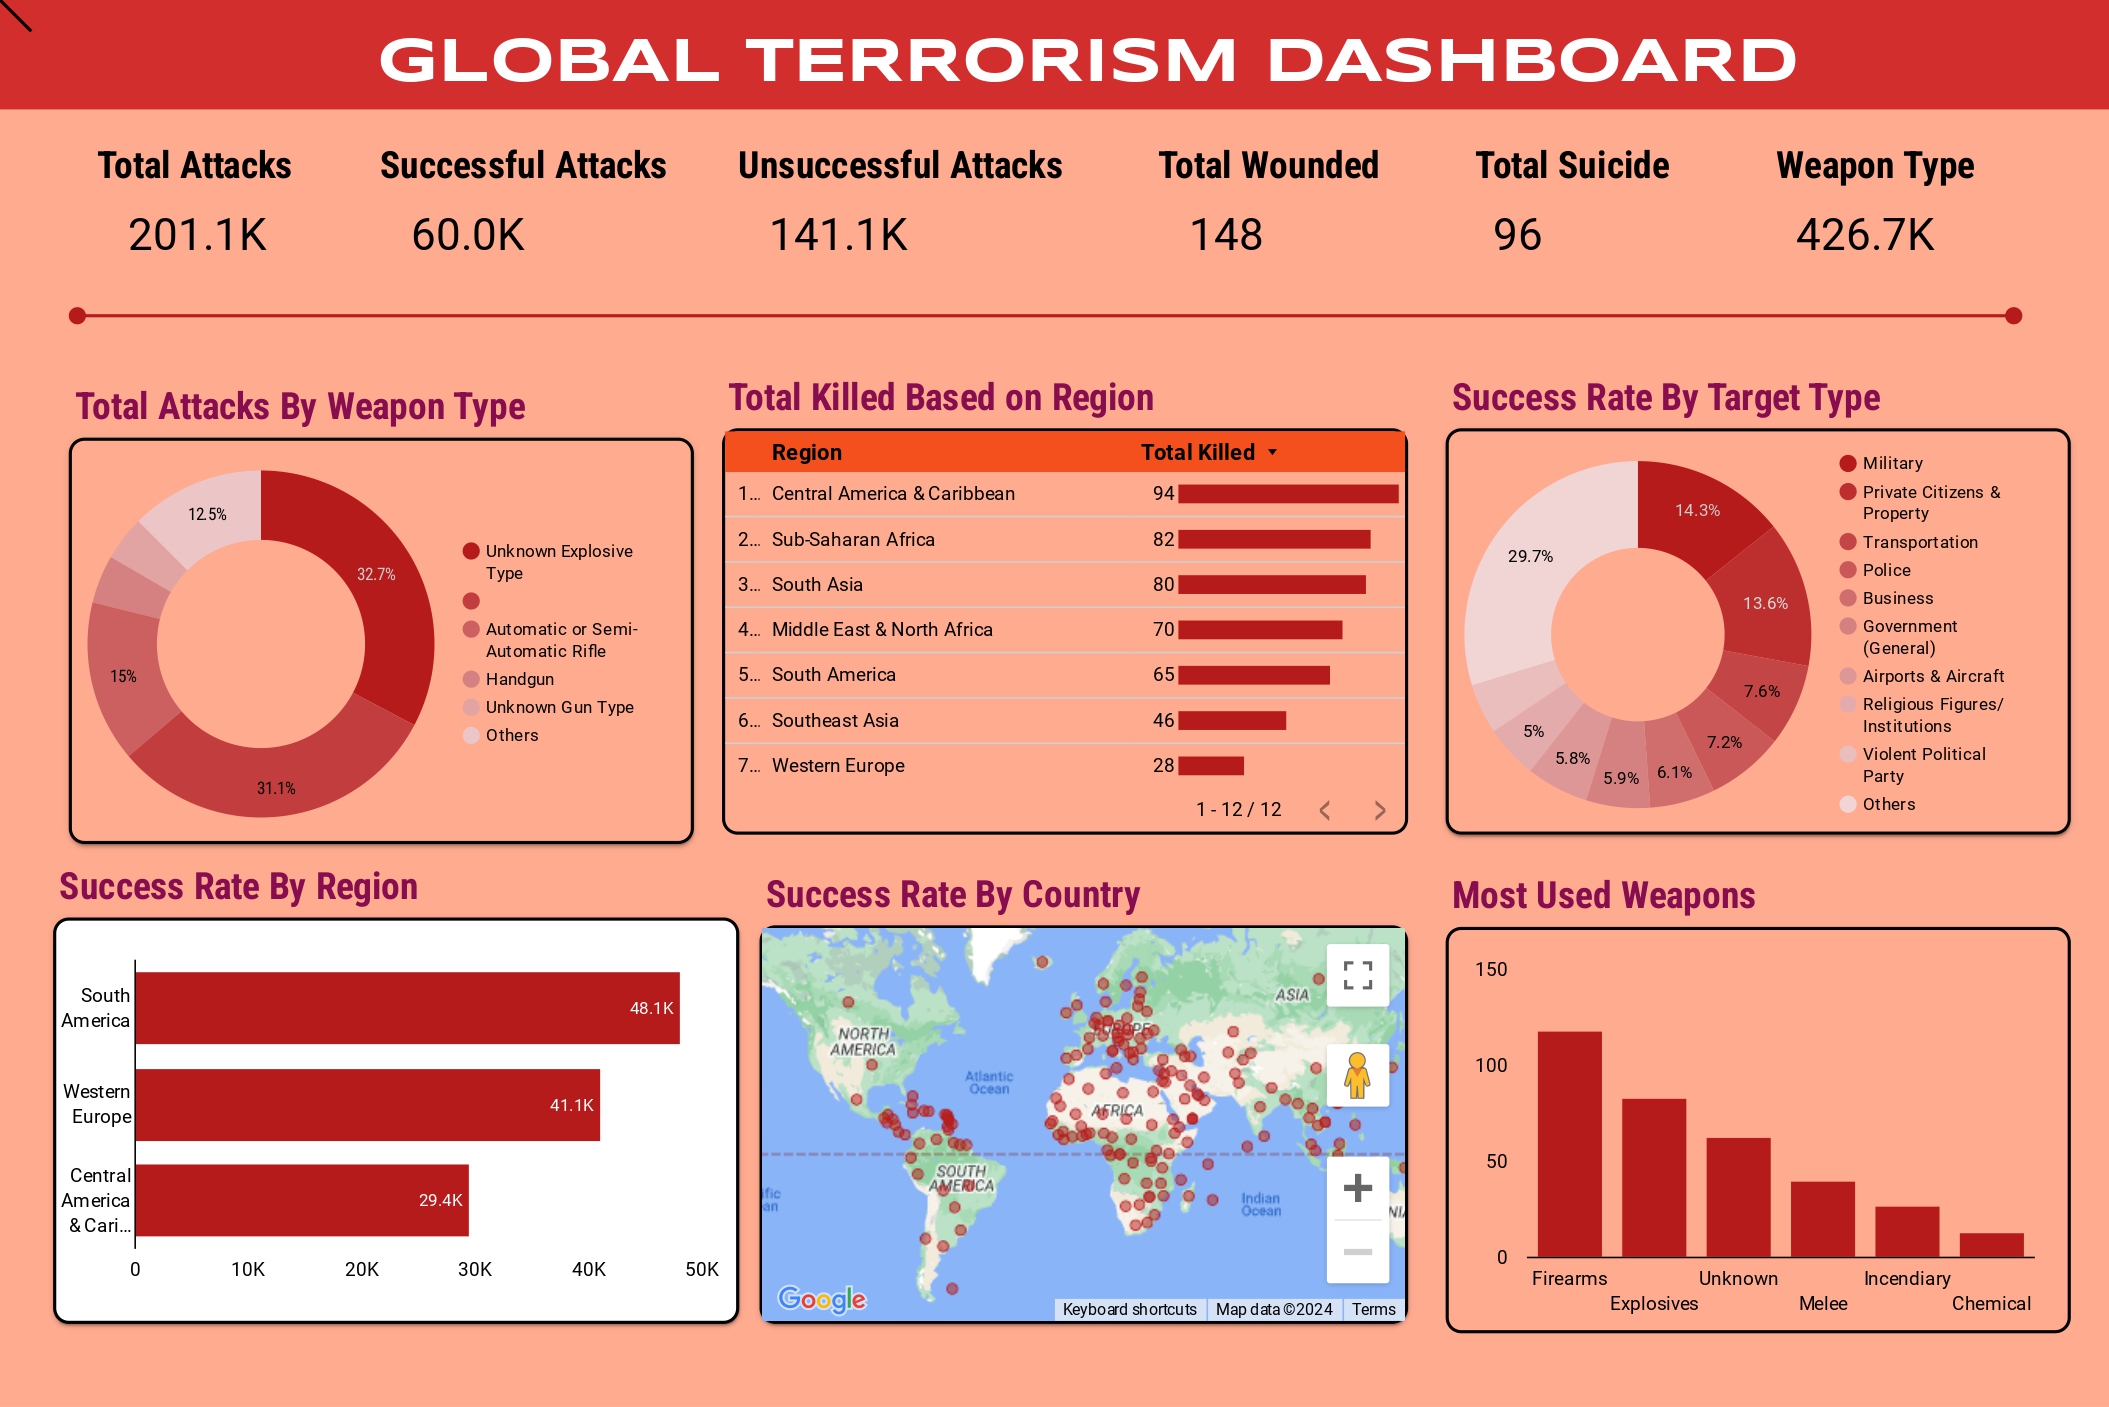 GLOBAL TERRORISM DASHBOARD
Total Attacks
201.1K
Successful Attacks
60.0K
Unsuccessful Attacks
141.1K
Total Wounded
148
Total Suicide
96
Weapon Type
426.7K
Total Attacks By Weapon Type
12.5%
32.7%
15%
31.1%
Unknown Explosive
Type
Automatic or Semi-
Automatic Rifle
Handgun
Unknown Gun Type
Others
Total Killed Based on Region
Region Total Killed
1... Central America & Caribbean 94
2... Sub-Saharan Africa 82
3... South Asia 80
4... Middle East & North Africa 70
5... South America 65
6... Southeast Asia 46
7... Western Europe 28
1 - 12 / 12
Success Rate By Target Type
14.3%
29.7%
13.6%
7.6%
7.2%
6.1%
5.9%
5.8%
5%
Military
Private Citizens &
Property
Transportation
Police
Business
Government
(General)
Airports & Aircraft
Religious Figures/
Institutions
Violent Political
Party
Others
Success Rate By Region
South
America
48.1K
Western
Europe
41.1K
Central
America
& Cari...
29.4K
0 10K 20K 30K 40K 50K
Success Rate By Country
ASIA
NORTH
AMERICA
EUROPE
Atlantic
Ocean
AFRICA
SOUTH
AMERICA
ific
an
Indian
Ocean
NI
Google
Keyboard shortcuts
Map data ©2024
Terms
Most Used Weapons
150
100
50
0
Firearms
Explosives
Unknown
Melee
Incendiary
Chemical